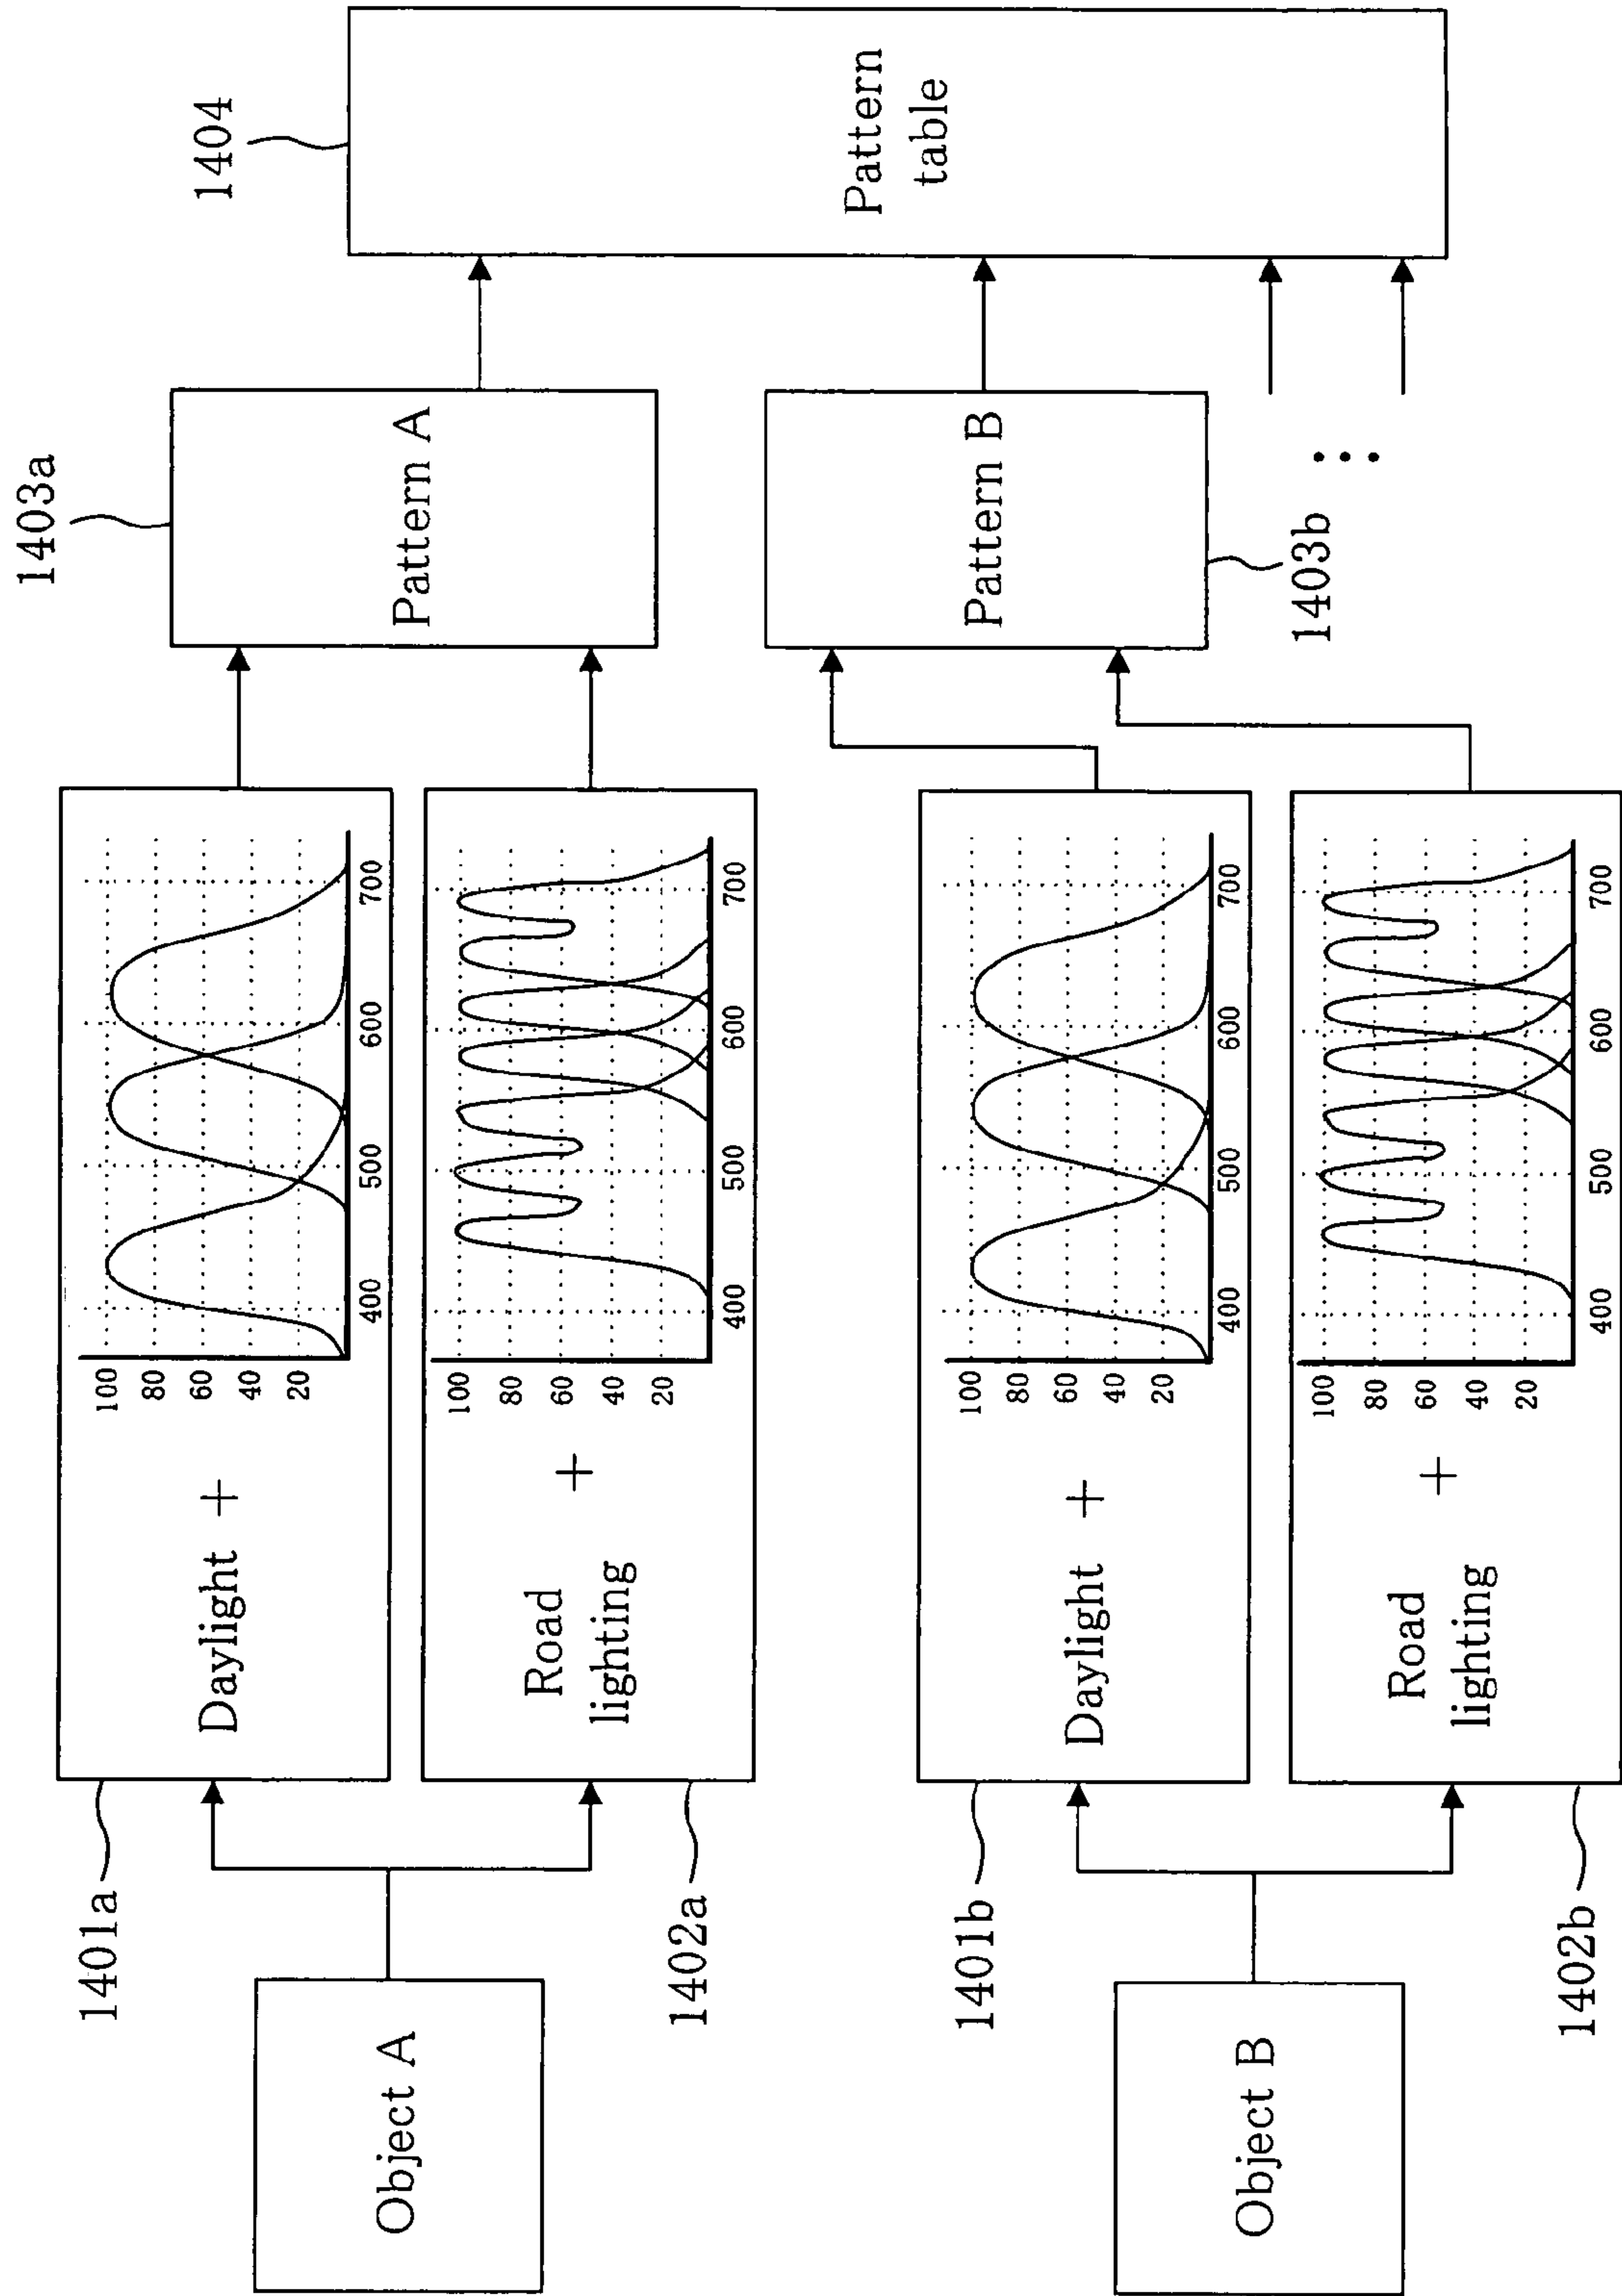 1401a
Object A
Daylight +
100
80
60
40
20
400
500
600
700
Road
lighting
+
100
80
60
40
20
400
500
600
700
1402a
1403a
Pattern A
1404
Pattern
table
1401b
Object B
Daylight +
100
80
60
40
20
400
500
600
700
Road
lighting
+
100
80
60
40
20
400
500
600
700
1402b
Pattern B
1403b
...